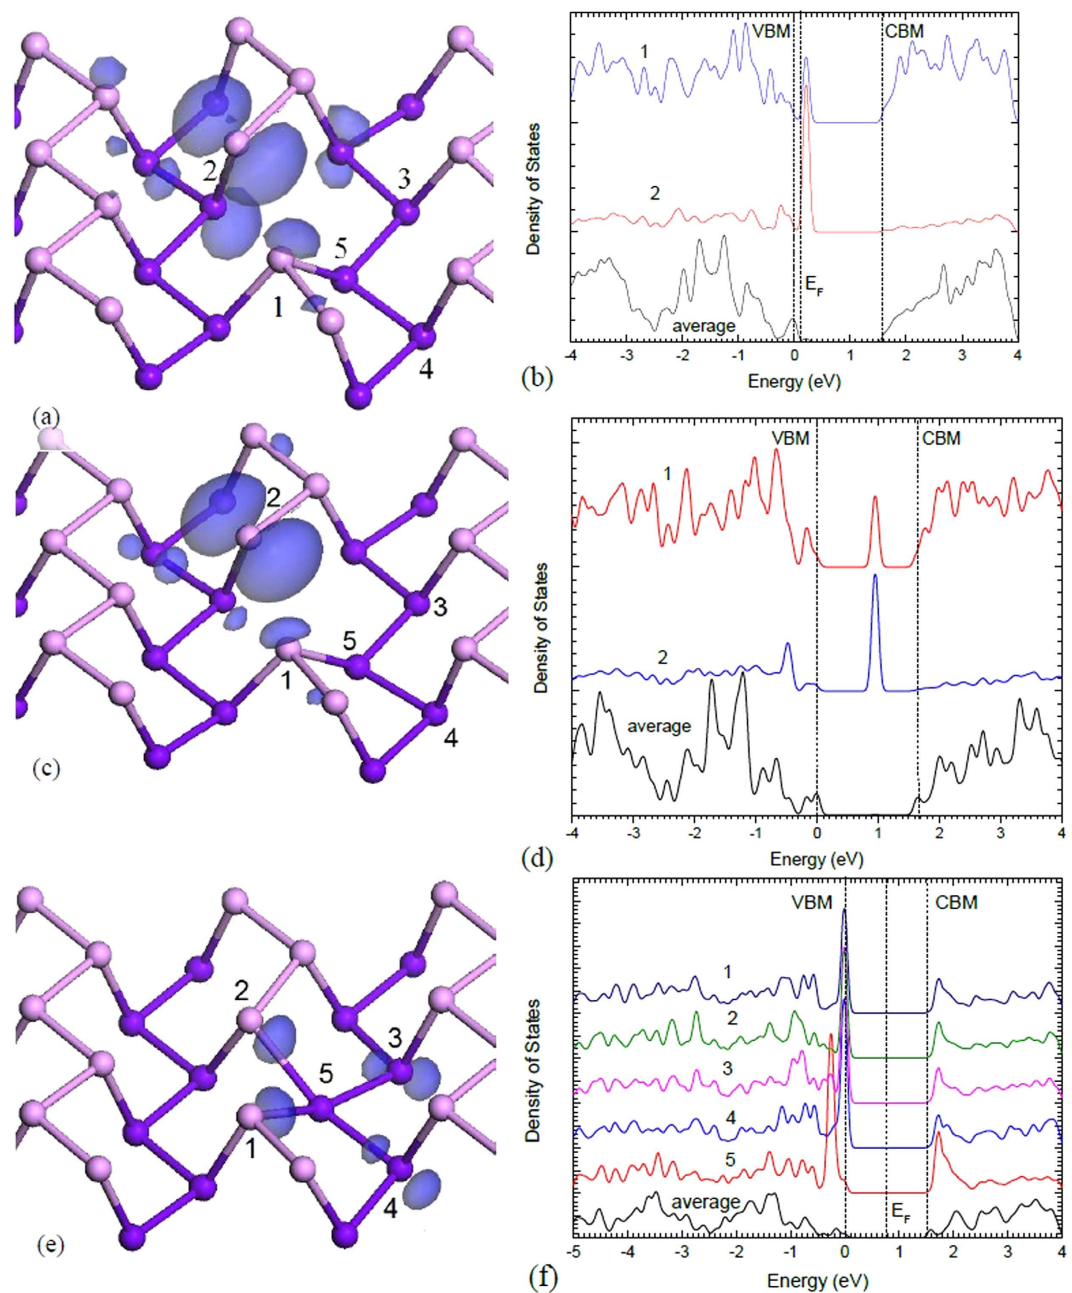 2
3
5
1
4
(a)
VBM
CBM
1
2
average
E_F
Density of States
-4 -3 -2 -1 0 1 2 3 4
Energy (eV)
(b)
2
3
5
1
4
(c)
VBM
CBM
1
2
average
Density of States
-4 -3 -2 -1 0 1 2 3 4
Energy (eV)
(d)
2
3
5
1
4
(e)
VBM
CBM
1
2
3
4
5
average
E_F
Density of States
-5 -4 -3 -2 -1 0 1 2 3 4
Energy (eV)
(f)